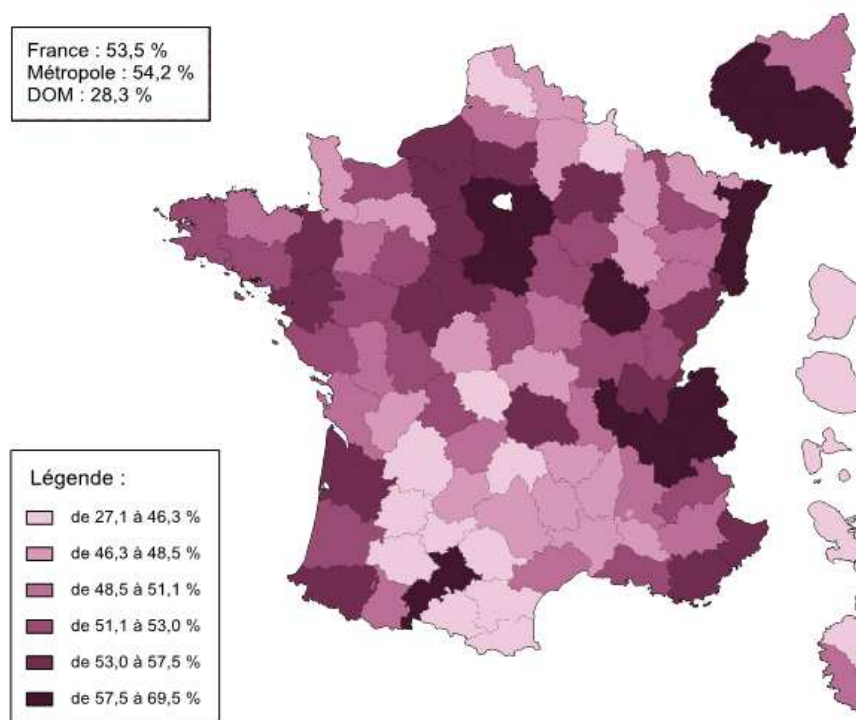 France : 53,5 %
Métropole : 54,2 %
DOM : 28,3 %
Légende :
de 27,1 à 46,3 %
de 46,3 à 48,5 %
de 48,5 à 51,1 %
de 51,1 à 53,0 %
de 53,0 à 57,5 %
de 57,5 à 69,5 %